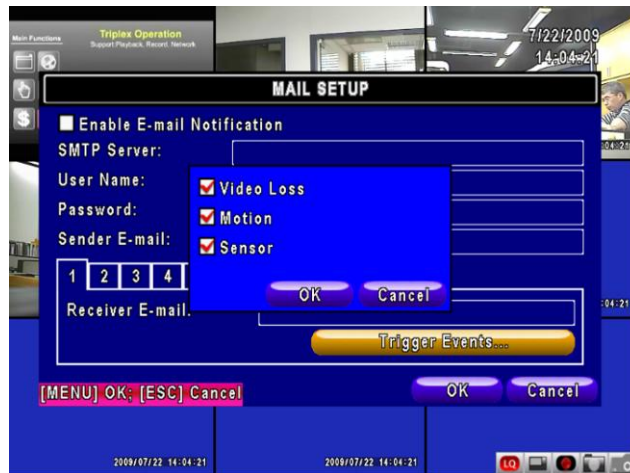 Main Functions
Triplex Operation
Support Playback, Record, Network
7/22/2009
14:04:21
MAIL SETUP
Enable E-mail Notification
SMTP Server:
User Name:
Password:
Sender E-mail:
Video Loss
Motion
Sensor
OK Cancel
1 2 3 4
Receiver E-mail:
Trigger Events...
[MENU] OK; [ESC] Cancel
OK Cancel
:04:21
2009/07/22 14:04:21
2009/07/22 14:04:21
LQ